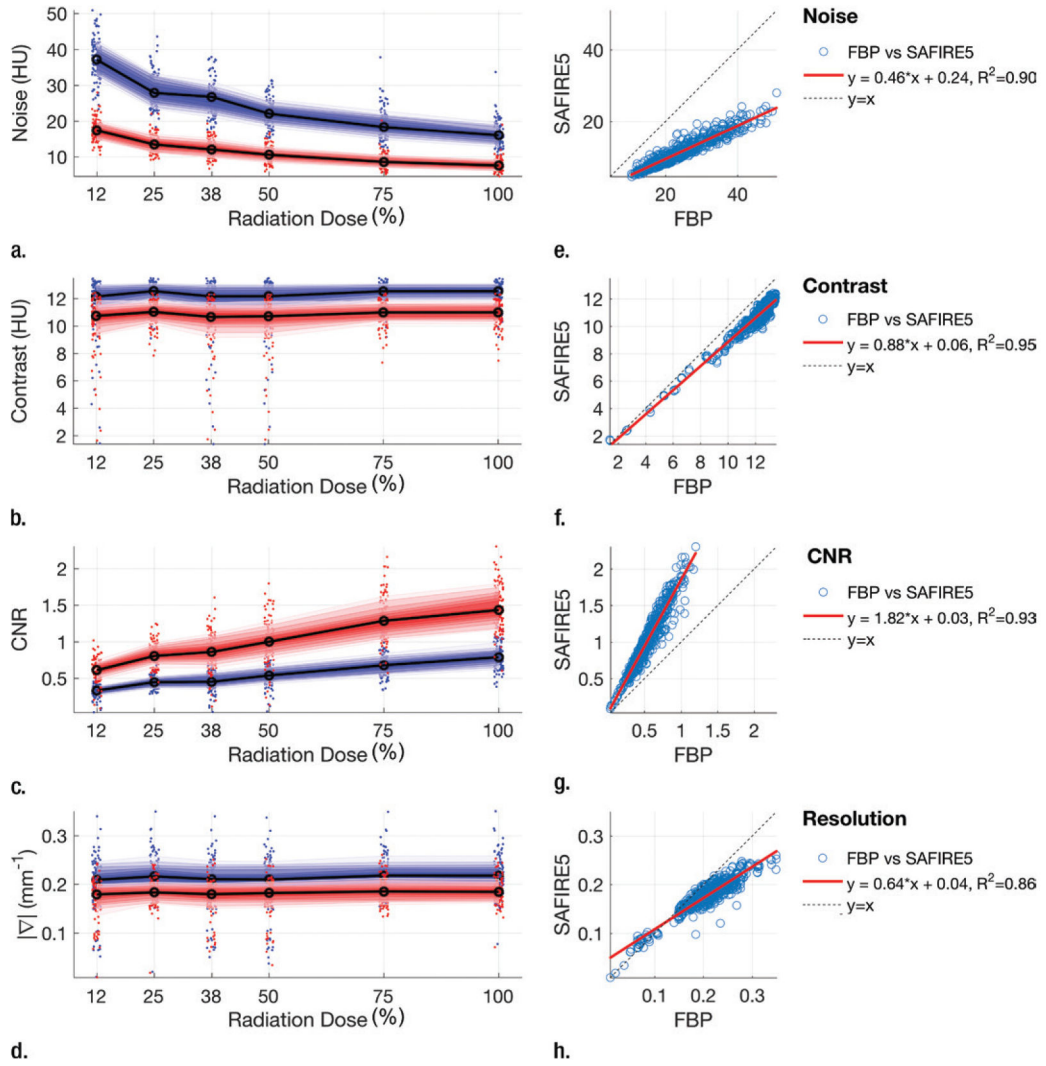 50
40
30
20
10
Noise (HU)
12 25 38 50 75 100
Radiation Dose (%)
a.
40
20
SAFIRE5
20 40
FBP
e.
Noise
FBP vs SAFIRE5
y = 0.46*x + 0.24, R²=0.90
y=x
12
10
8
6
4
2
Contrast (HU)
12 25 38 50 75 100
Radiation Dose (%)
b.
12
10
8
6
4
2
SAFIRE5
2 4 6 8 10 12
FBP
f.
Contrast
FBP vs SAFIRE5
y = 0.88*x + 0.06, R²=0.95
y=x
2
1.5
1
0.5
CNR
12 25 38 50 75 100
Radiation Dose (%)
c.
2
1.5
1
0.5
SAFIRE5
0.5 1 1.5 2
FBP
g.
CNR
FBP vs SAFIRE5
y = 1.82*x + 0.03, R²=0.93
y=x
0.3
0.2
0.1
|∇| (mm⁻¹)
12 25 38 50 75 100
Radiation Dose (%)
d.
0.3
0.2
0.1
SAFIRE5
0.1 0.2 0.3
FBP
h.
Resolution
FBP vs SAFIRE5
y = 0.64*x + 0.04, R²=0.86
y=x